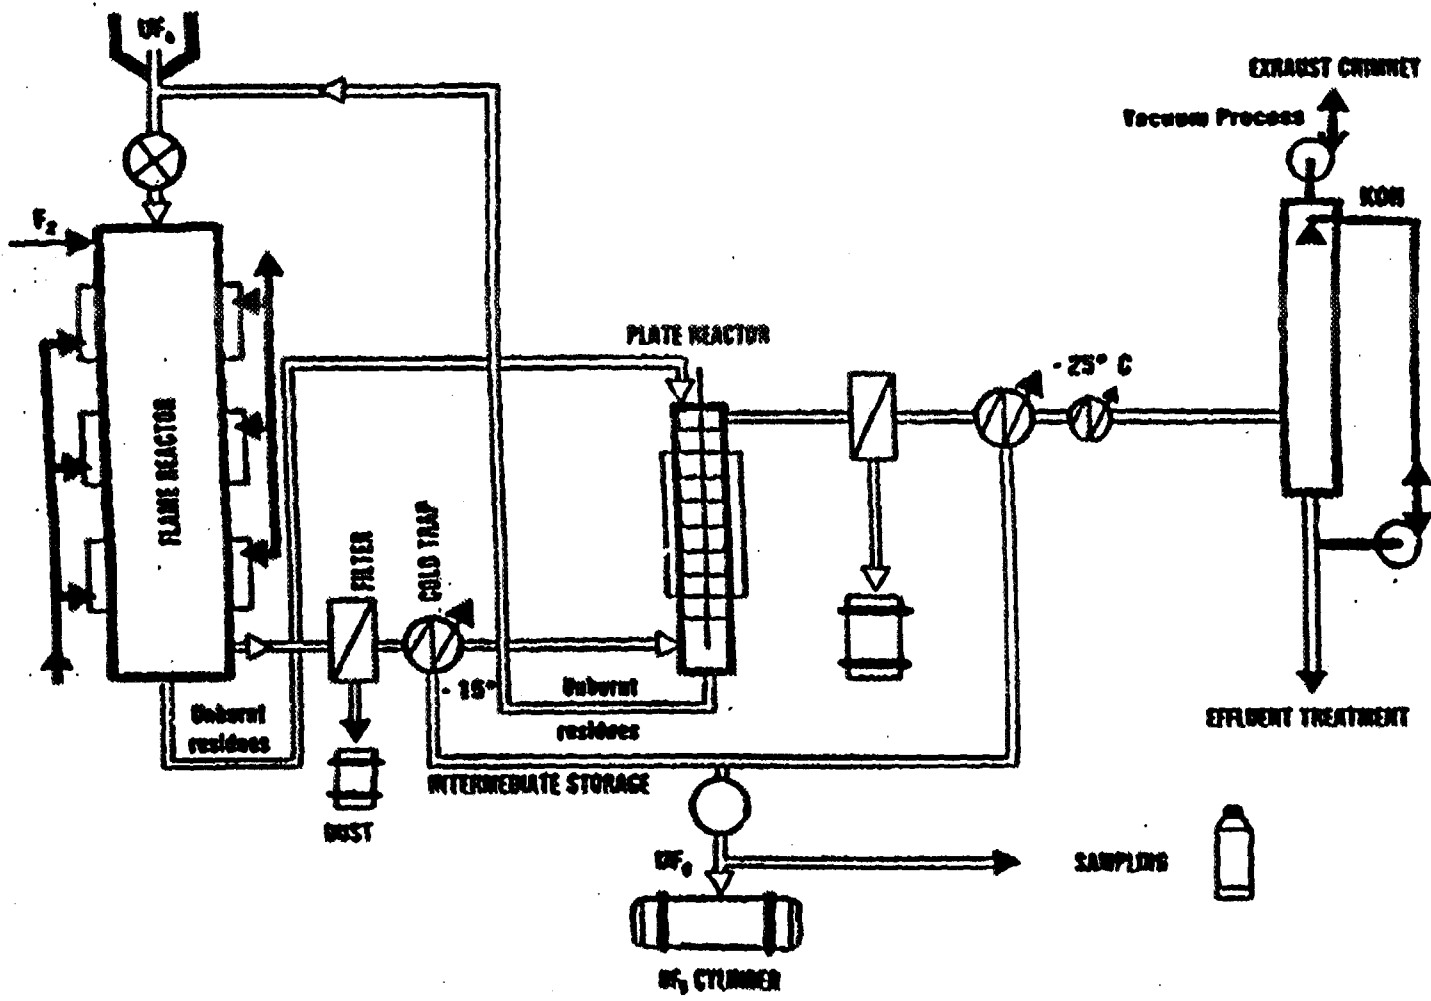 UF₄
EXHAUST CHIMNEY
Vacuum Process
KOH
F₂
PLATE REACTOR
- 25° C
FLAME REACTOR
FILTER
COLD TRAP
- 15°
Unburnt
residues
Unburnt
residues
EFFLUENT TREATMENT
INTERMEDIATE STORAGE
DUST
UF₆
SAMPLING
UF₆ CYLINDER